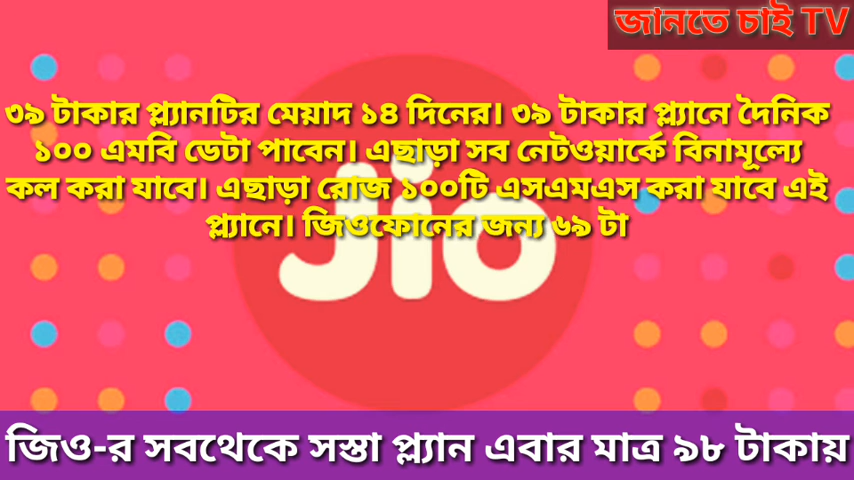 জানতে চাই TV
৩৯ টাকার প্ল্যানটির মেয়াদ ১৪ দিনের। ৩৯ টাকার প্ল্যানে দৈনিক
১০০ এমবি ডেটা পাবেন। এছাড়া সব নেটওয়ার্কে বিনামূল্যে
কল করা যাবে। এছাড়া রোজ ১০০টি এসএমএস করা যাবে এই
প্ল্যানে। জিওফোনের জন্য ৬৯ টা
Jio
জিও-র সবথেকে সস্তা প্ল্যান এবার মাত্র ৯৮ টাকায়